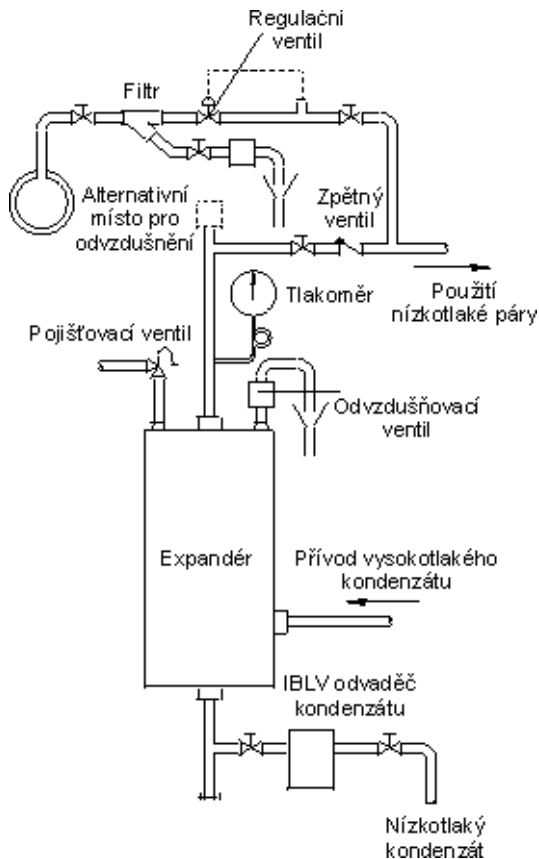 Regulační
ventil
Filtr
Alternativní
místo pro
odvzdušnění
Zpětný
ventil
Tlakoměr
Použití
nízkotlaké páry
Pojišťovací ventil
Odvzdušňovací
ventil
Expandér
Přívod vysokotlakého
kondenzátu
IBLV odvaděč
kondenzátu
Nízkotlaký
kondenzát